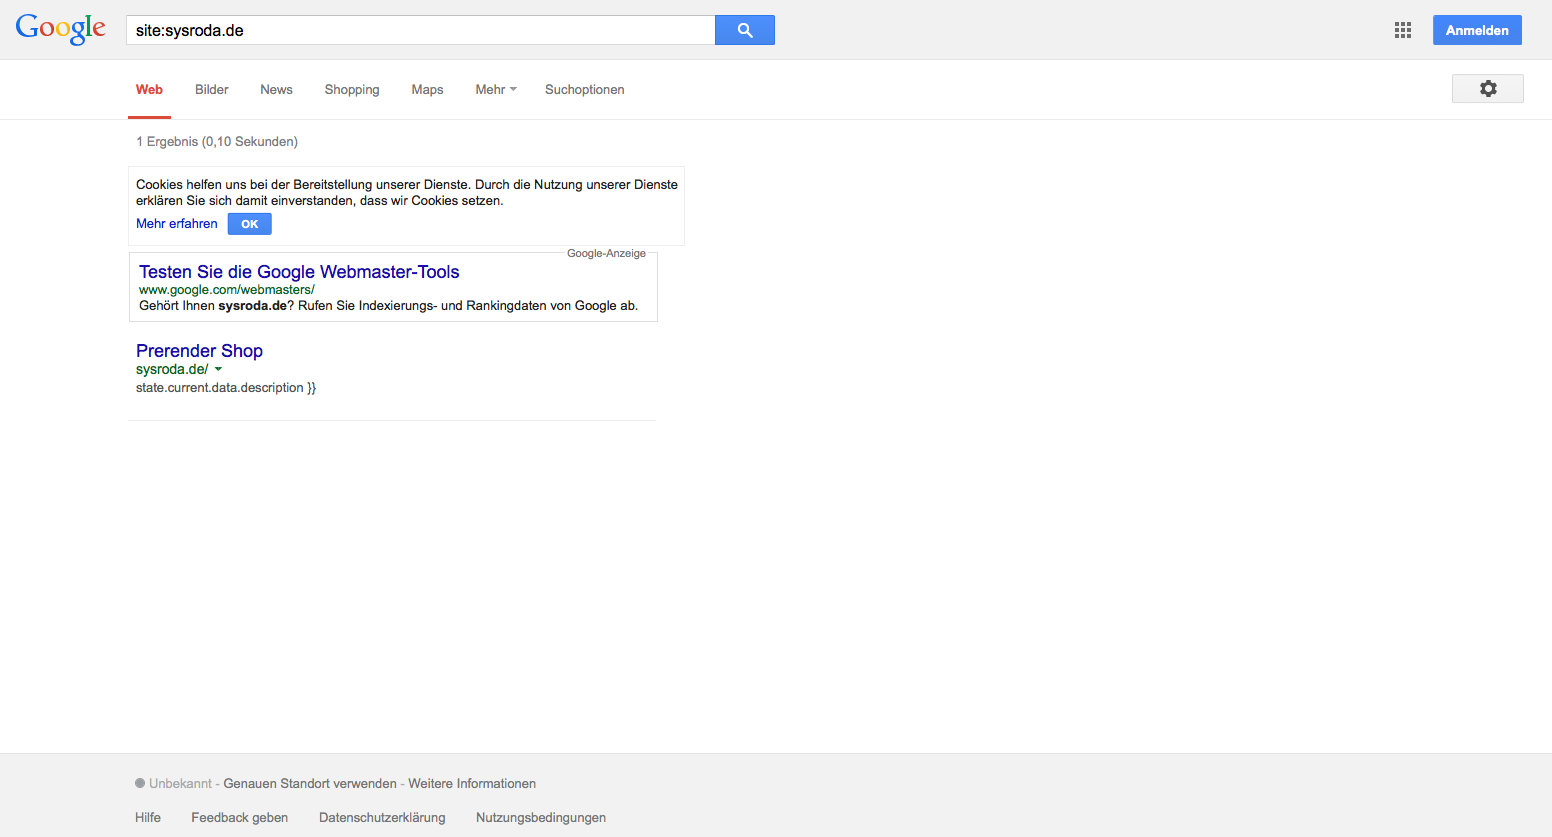 Google
site:sysroda.de
Anmelden
Web Bilder News Shopping Maps Mehr Suchoptionen
1 Ergebnis (0,10 Sekunden)
Cookies helfen uns bei der Bereitstellung unserer Dienste. Durch die Nutzung unserer Dienste
erklären Sie sich damit einverstanden, dass wir Cookies setzen.
Mehr erfahren OK
Google-Anzeige
Testen Sie die Google Webmaster-Tools
www.google.com/webmasters/
Gehört Ihnen sysroda.de? Rufen Sie Indexierungs- und Rankingdaten von Google ab.
Prerender Shop
sysroda.de/
state.current.data.description }}
Unbekannt - Genauen Standort verwenden - Weitere Informationen
Hilfe Feedback geben Datenschutzerklärung Nutzungsbedingungen